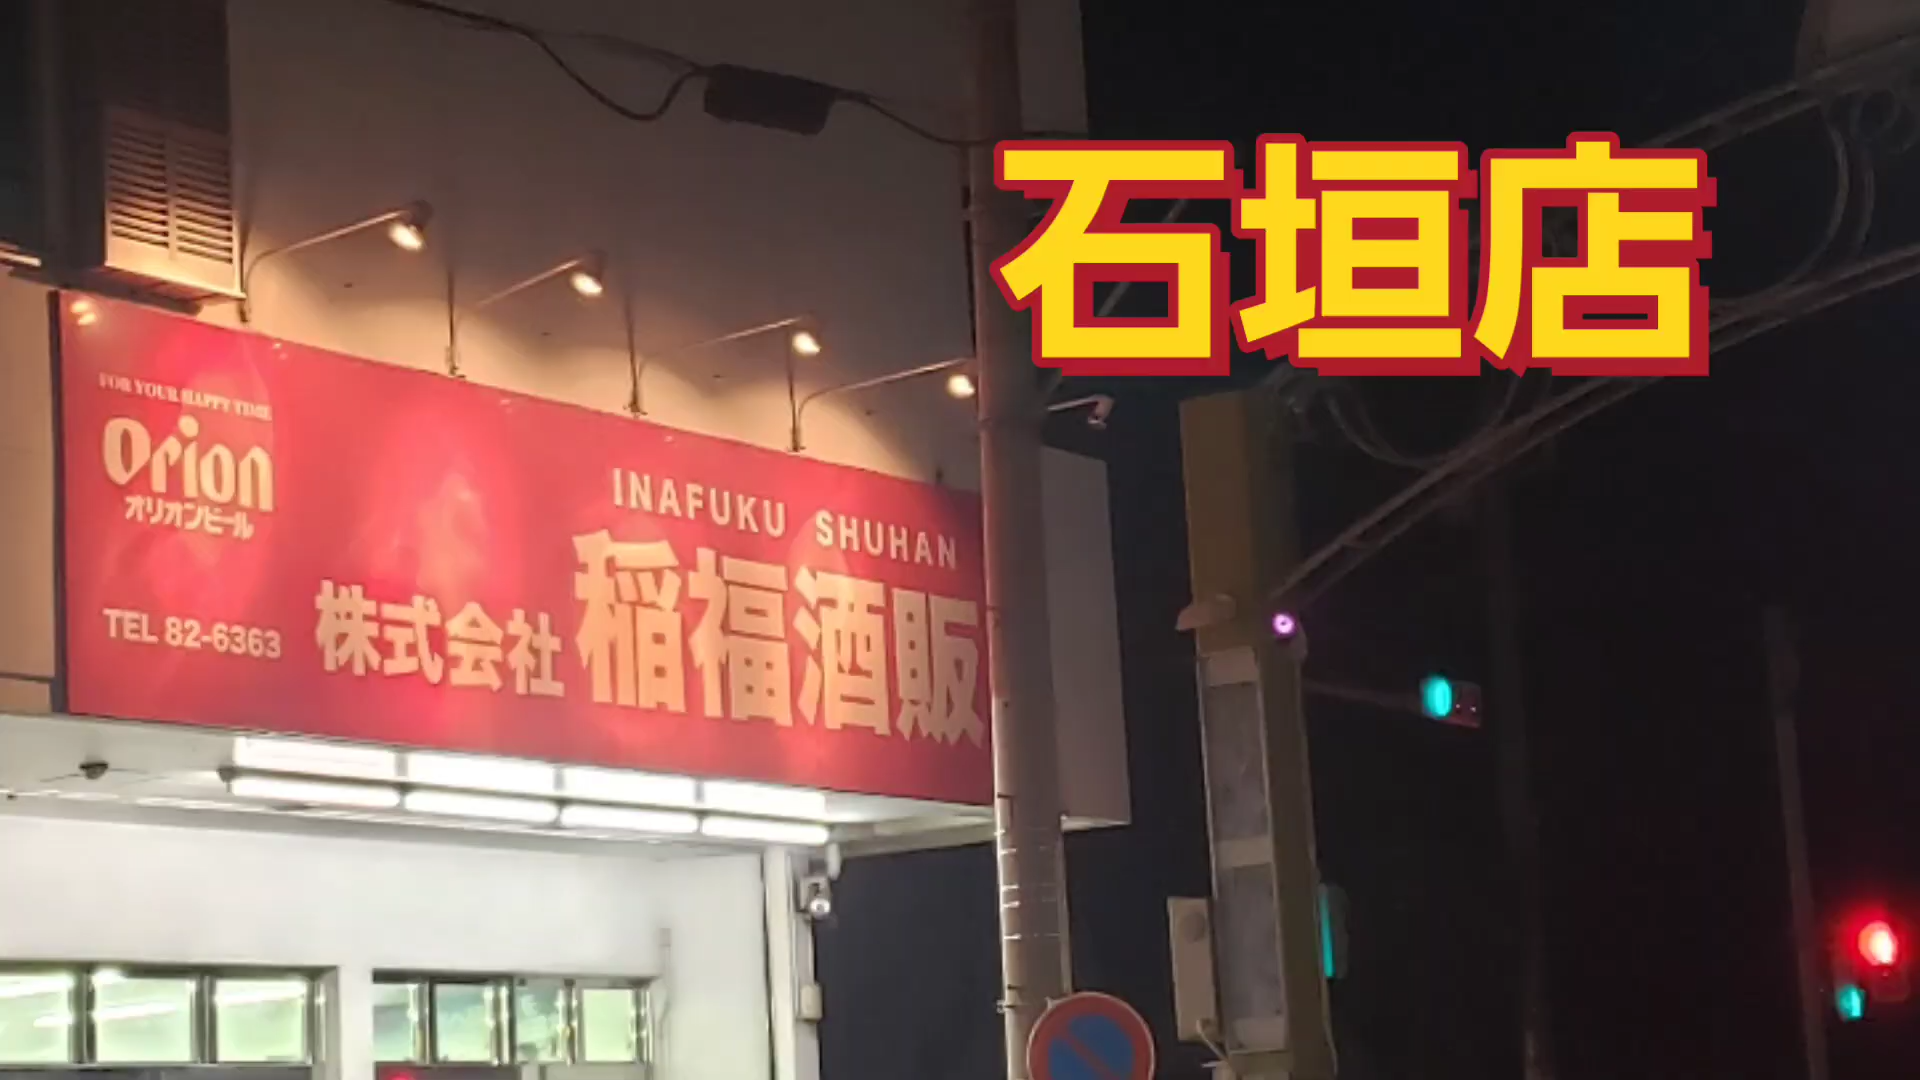 石垣店
FOR YOUR HAPPY TIME
Orion
オリオンビール
TEL 82-6363
INAFUKU SHUHAN
株式会社 稲福酒販